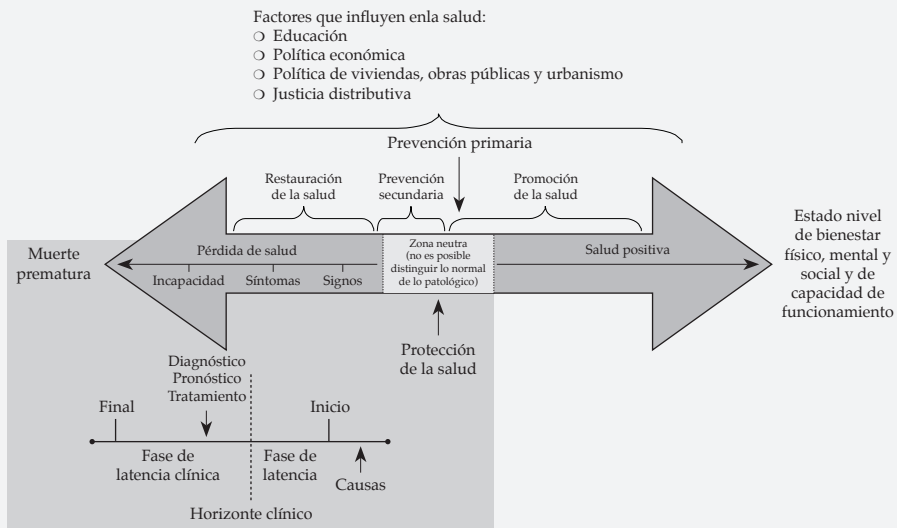 Factores que influyen enla salud:
❍ Educación
❍ Política económica
❍ Política de viviendas, obras públicas y urbanismo
❍ Justicia distributiva
Prevención primaria
Restauración
de la salud
Prevención
secundaria
Promoción
de la salud
Muerte
prematura
Pérdida de salud
Incapacidad
Síntomas
Signos
Zona neutra
(no es posible
distinguir lo normal
de lo patológico)
Salud positiva
Estado nivel
de bienestar
físico, mental y
social y de
capacidad de
funcionamiento
Protección
de la salud
Diagnóstico
Pronóstico
Tratamiento
Final
Inicio
Fase de
latencia clínica
Fase de
latencia
Causas
Horizonte clínico